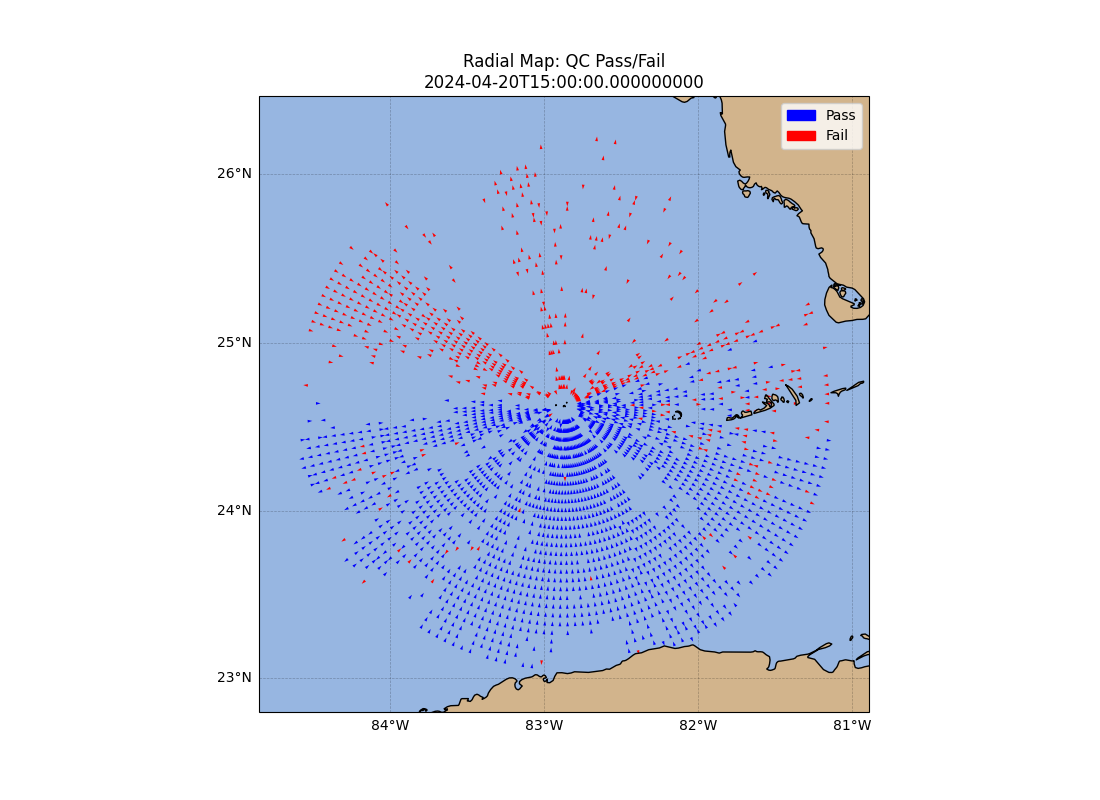 Radial Map: QC Pass/Fail
2024-04-20T15:00:00.000000000
Pass
Fail
26°N
25°N
24°N
23°N
84°W 83°W 82°W 81°W